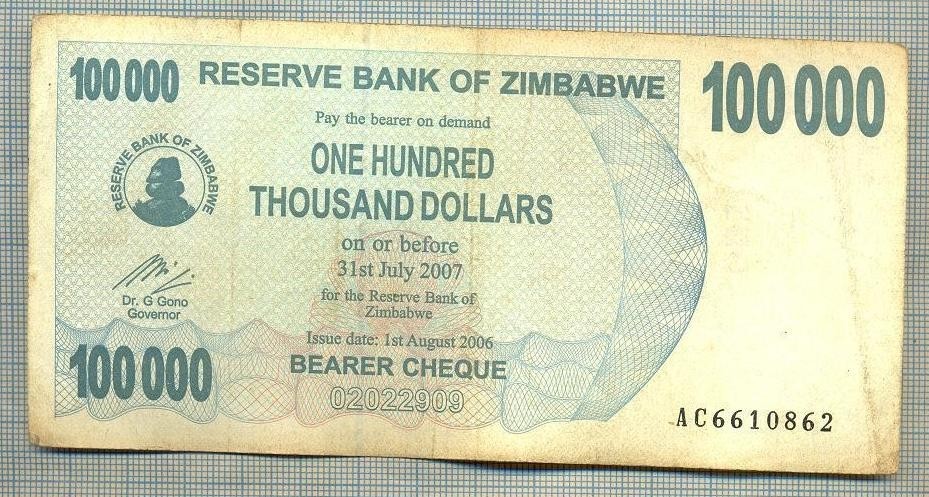 100 000 RESERVE BANK OF ZIMBABWE 100 000
Pay the bearer on demand
ONE HUNDRED
THOUSAND DOLLARS
RESERVE BANK OF ZIMBABWE
on or before
31st July 2007
for the Reserve Bank of
Zimbabwe
Dr. G Gono
Governor
Issue date: 1st August 2006
100 000 BEARER CHEQUE
02022909
AC6610862